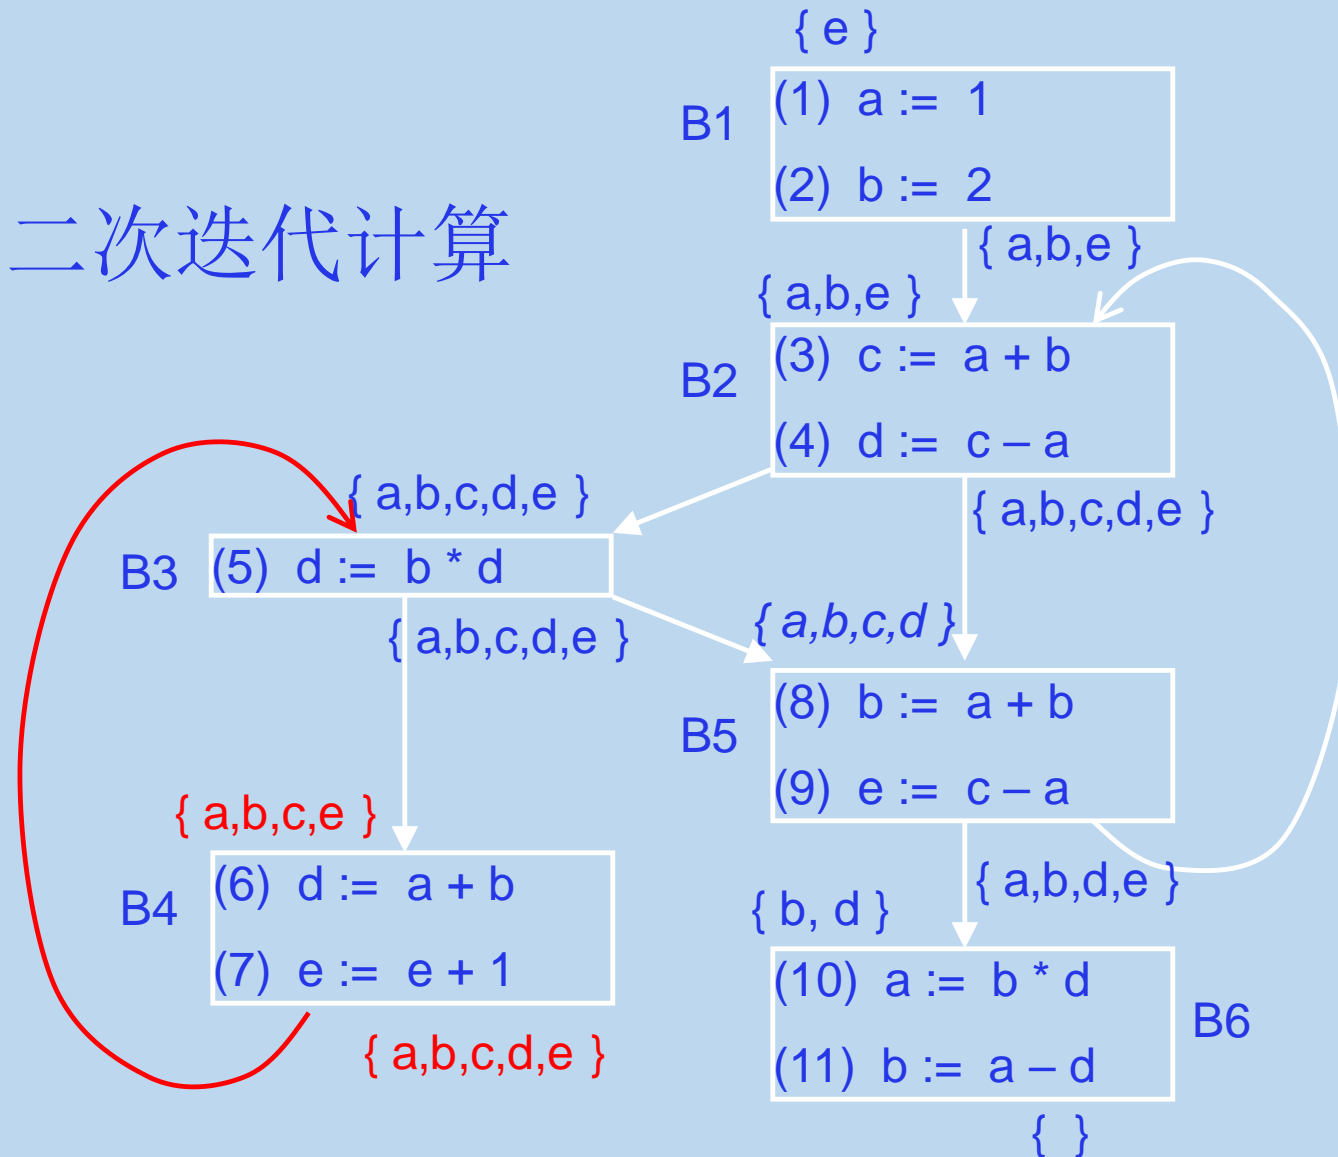 二次迭代计算
{ e }
B1
(1) a := 1
(2) b := 2
{ a,b,e }
{ a,b,e }
B2
(3) c := a + b
(4) d := c – a
{ a,b,c,d,e }
{ a,b,c,d,e }
B3
(5) d := b * d
{ a,b,c,d,e }
{ a,b,c,d }
B5
(8) b := a + b
(9) e := c – a
{ a,b,c,e }
B4
(6) d := a + b
(7) e := e + 1
{ a,b,c,d,e }
{ a,b,d,e }
{ b, d }
(10) a := b * d
(11) b := a – d
B6
{ }